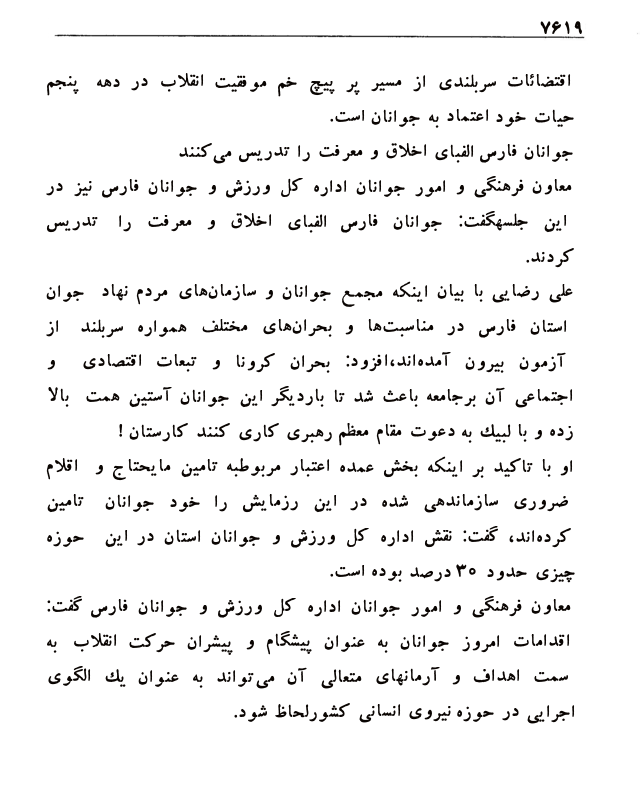 ۷۶۱۹
اقتضائات سربلندی از مسیر پر پیچ خم موفقیت انقلاب در دهه پنجم
حیات خود اعتماد به جوانان است.
جوانان فارس الفبای اخلاق و معرفت را تدریس می‌کنند
معاون فرهنگی و امور جوانان اداره کل ورزش و جوانان فارس نیز در
این جلسهگفت: جوانان فارس الفبای اخلاق و معرفت را تدریس
کردند.
علی رضایی با بیان اینکه مجمع جوانان و سازمان‌های مردم نهاد جوان
استان فارس در مناسبت‌ها و بحران‌های مختلف همواره سربلند از
آزمون بیرون آمده‌اند،افزود: بحران کرونا و تبعات اقتصادی و
اجتماعی آن برجامعه باعث شد تا باردیگر این جوانان آستین همت بالا
زده و با لبیک به دعوت مقام معظم رهبری کاری کنند کارستان !
او با تاکید بر اینکه بخش عمده اعتبار مربوطبه تامین مایحتاج و اقلام
ضروری سازماندهی شده در این رزمایش را خود جوانان تامین
کرده‌اند، گفت: نقش اداره کل ورزش و جوانان استان در این حوزه
چیزی حدود ۳۰ درصد بوده است.
معاون فرهنگی و امور جوانان اداره کل ورزش و جوانان فارس گفت:
اقدامات امروز جوانان به عنوان پیشگام و پیشران حرکت انقلاب به
سمت اهداف و آرمانهای متعالی آن می‌تواند به عنوان یك الگوی
اجرایی در حوزه نیروی انسانی کشورلحاظ شود.